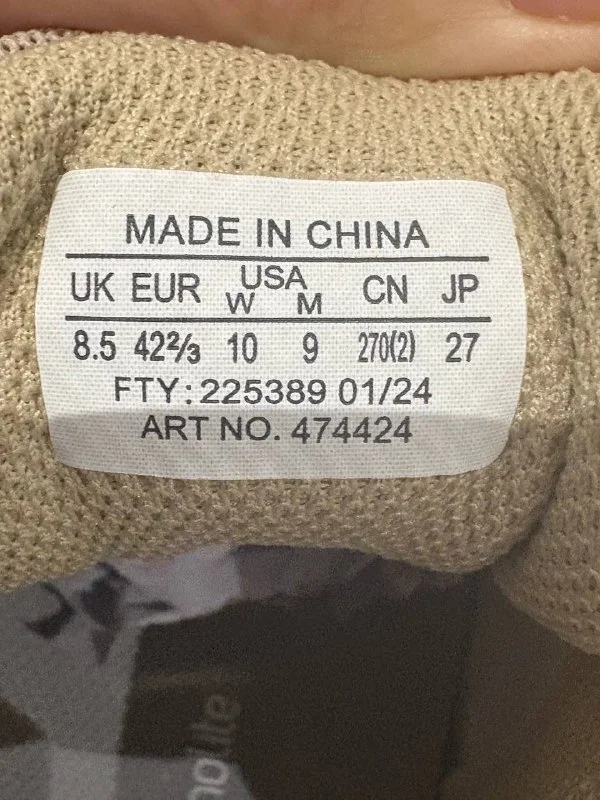 MADE IN CHINA
UK EUR USA CN JP
W M
8.5 42⅔ 10 9 270(2) 27
FTY: 225389 01/24
ART NO. 474424